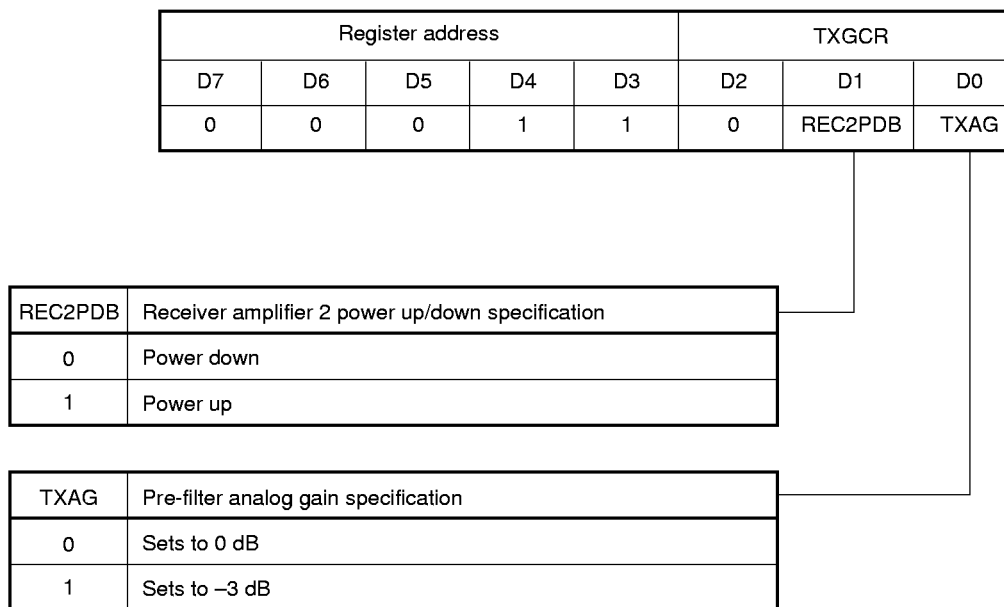 Register address TXGCR
D7 D6 D5 D4 D3 D2 D1 D0
0 0 0 1 1 0 REC2PDB TXAG
REC2PDB Receiver amplifier 2 power up/down specification
0 Power down
1 Power up
TXAG Pre-filter analog gain specification
0 Sets to 0 dB
1 Sets to –3 dB